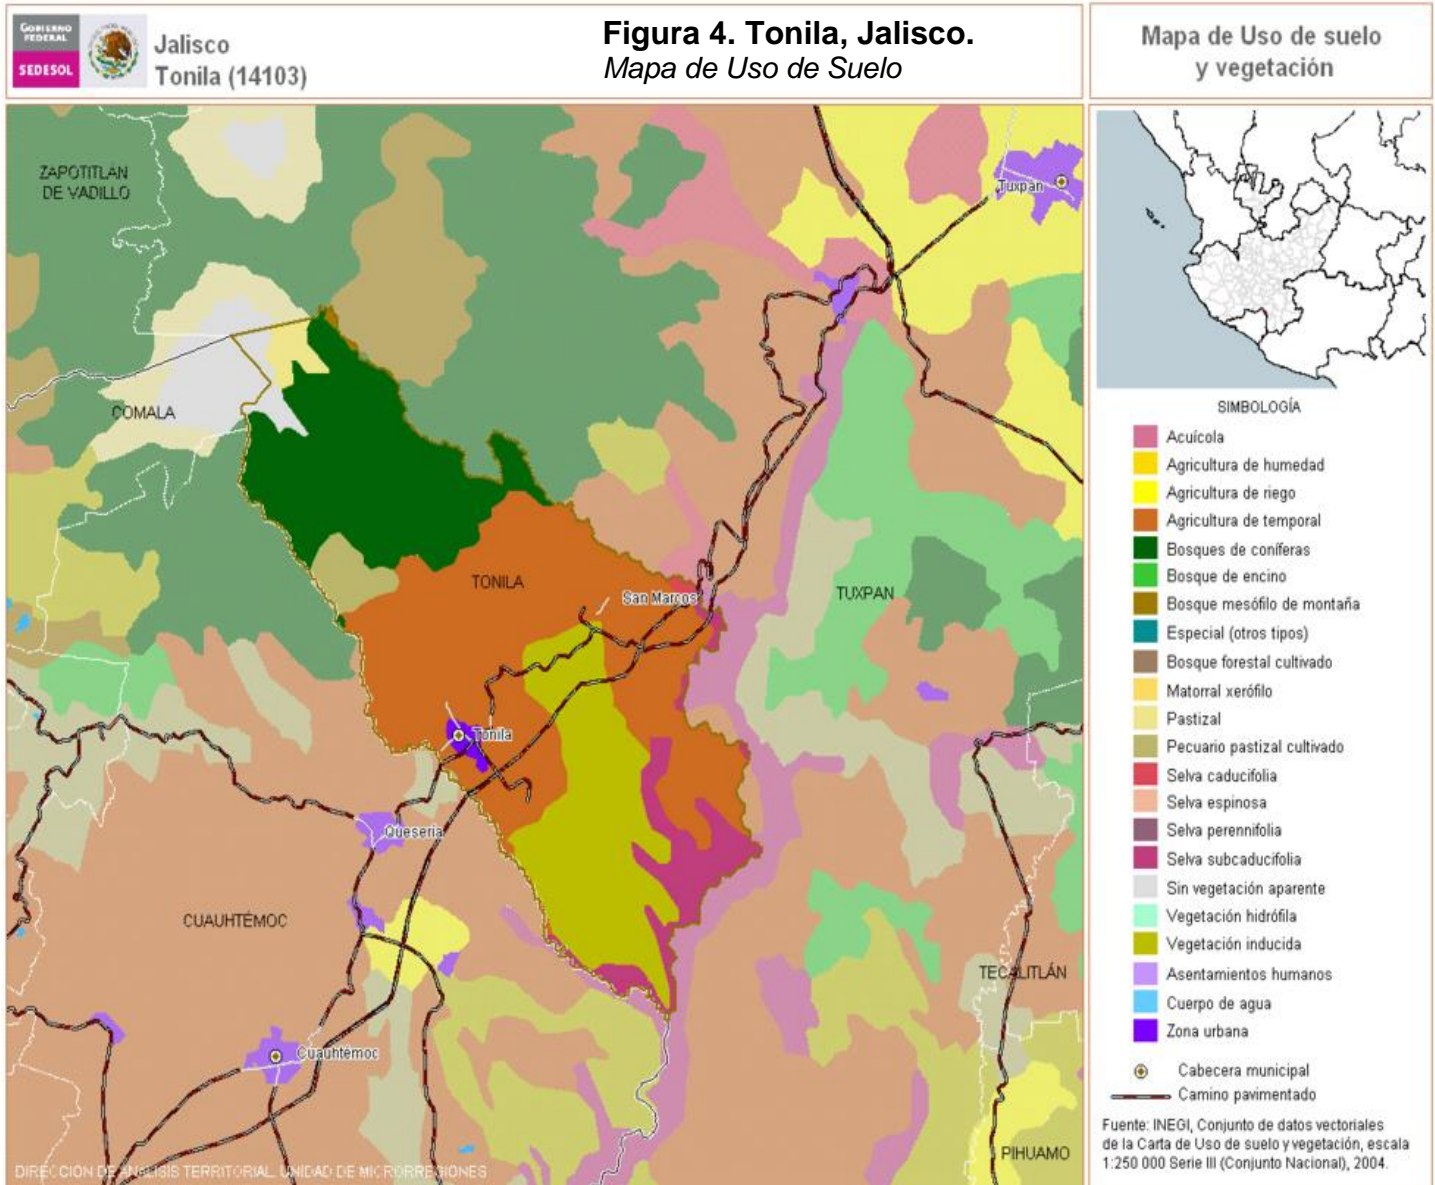 GOBIERNO
FEDERAL
SEDESOL
Jalisco
Tonila (14103)
Figura 4. Tonila, Jalisco.
Mapa de Uso de Suelo
Mapa de Uso de suelo
y vegetación
ZAPOTITLÁN
DE VADILLO
Tuxpan
COMALA
TONILA
San Marcos
TUXPAN
Tonila
Quesería
CUAUHTÉMOC
TECALITLÁN
Cuauhtémoc
PIHUAMO
DIRECCIÓN DE ANÁLISIS TERRITORIAL. UNIDAD DE MICRORREGIONES
SIMBOLOGÍA
Acuícola
Agricultura de humedad
Agricultura de riego
Agricultura de temporal
Bosques de coníferas
Bosque de encino
Bosque mesófilo de montaña
Especial (otros tipos)
Bosque forestal cultivado
Matorral xerófilo
Pastizal
Pecuario pastizal cultivado
Selva caducifolia
Selva espinosa
Selva perennifolia
Selva subcaducifolia
Sin vegetación aparente
Vegetación hidrófila
Vegetación inducida
Asentamientos humanos
Cuerpo de agua
Zona urbana
Cabecera municipal
Camino pavimentado
Fuente: INEGI, Conjunto de datos vectoriales
de la Carta de Uso de suelo y vegetación, escala
1:250 000 Serie III (Conjunto Nacional), 2004.